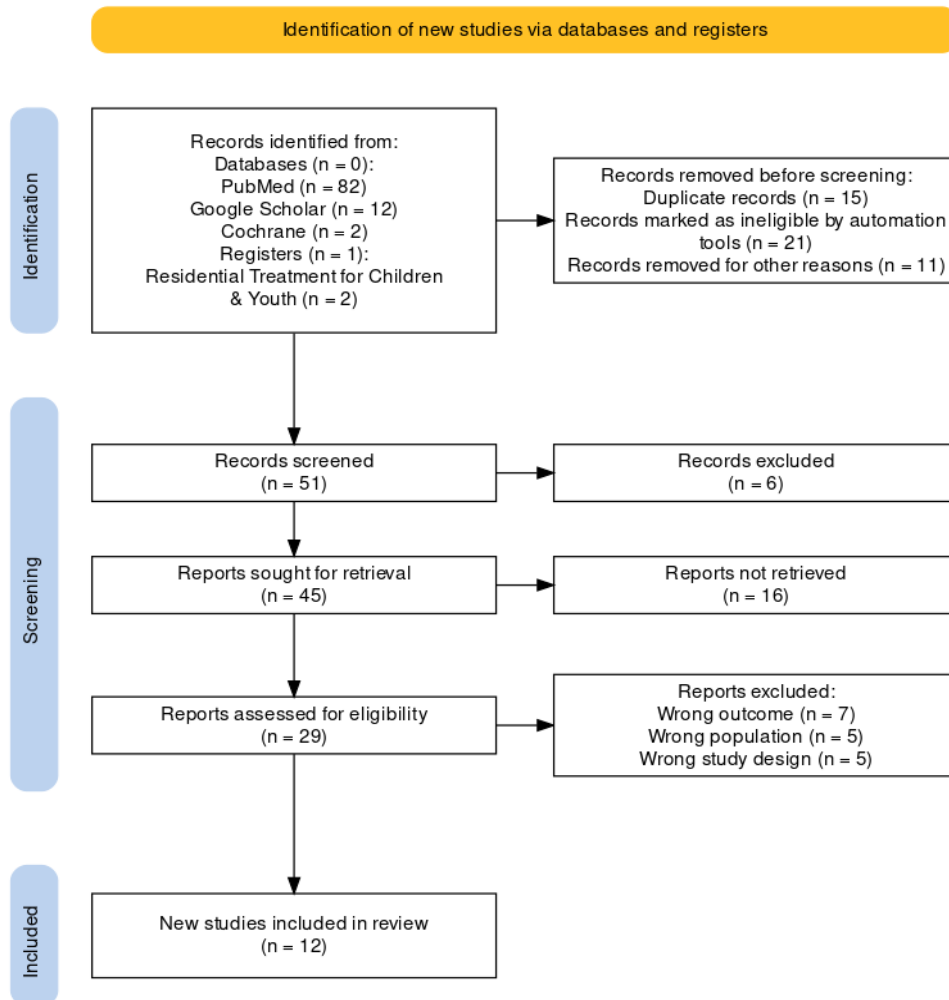 Identification of new studies via databases and registers
Identification
Records identified from:
Databases (n = 0):
PubMed (n = 82)
Google Scholar (n = 12)
Cochrane (n = 2)
Registers (n = 1):
Residential Treatment for Children
& Youth (n = 2)
Records removed before screening:
Duplicate records (n = 15)
Records marked as ineligible by automation
tools (n = 21)
Records removed for other reasons (n = 11)
Screening
Records screened
(n = 51)
Records excluded
(n = 6)
Reports sought for retrieval
(n = 45)
Reports not retrieved
(n = 16)
Reports assessed for eligibility
(n = 29)
Reports excluded:
Wrong outcome (n = 7)
Wrong population (n = 5)
Wrong study design (n = 5)
Included
New studies included in review
(n = 12)